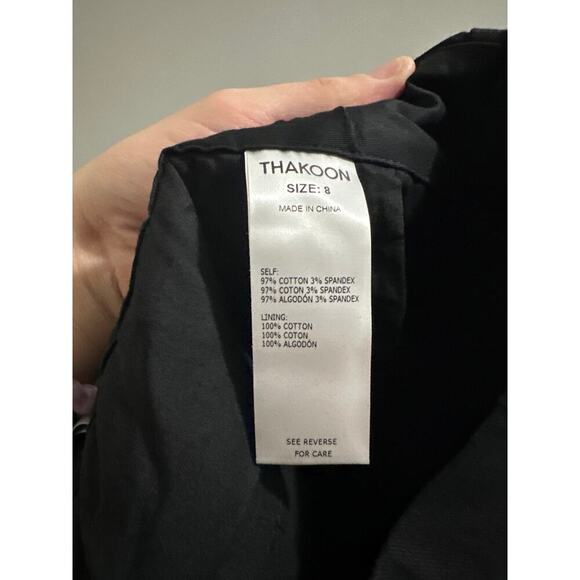 THAKOON
SIZE: 8
MADE IN CHINA
SELF:
97% COTTON 3% SPANDEX
97% COTON 3% SPANDEX
97% ALGODÓN 3% SPANDEX
LINING:
100% COTTON
100% COTON
100% ALGODÓN
SEE REVERSE
FOR CARE